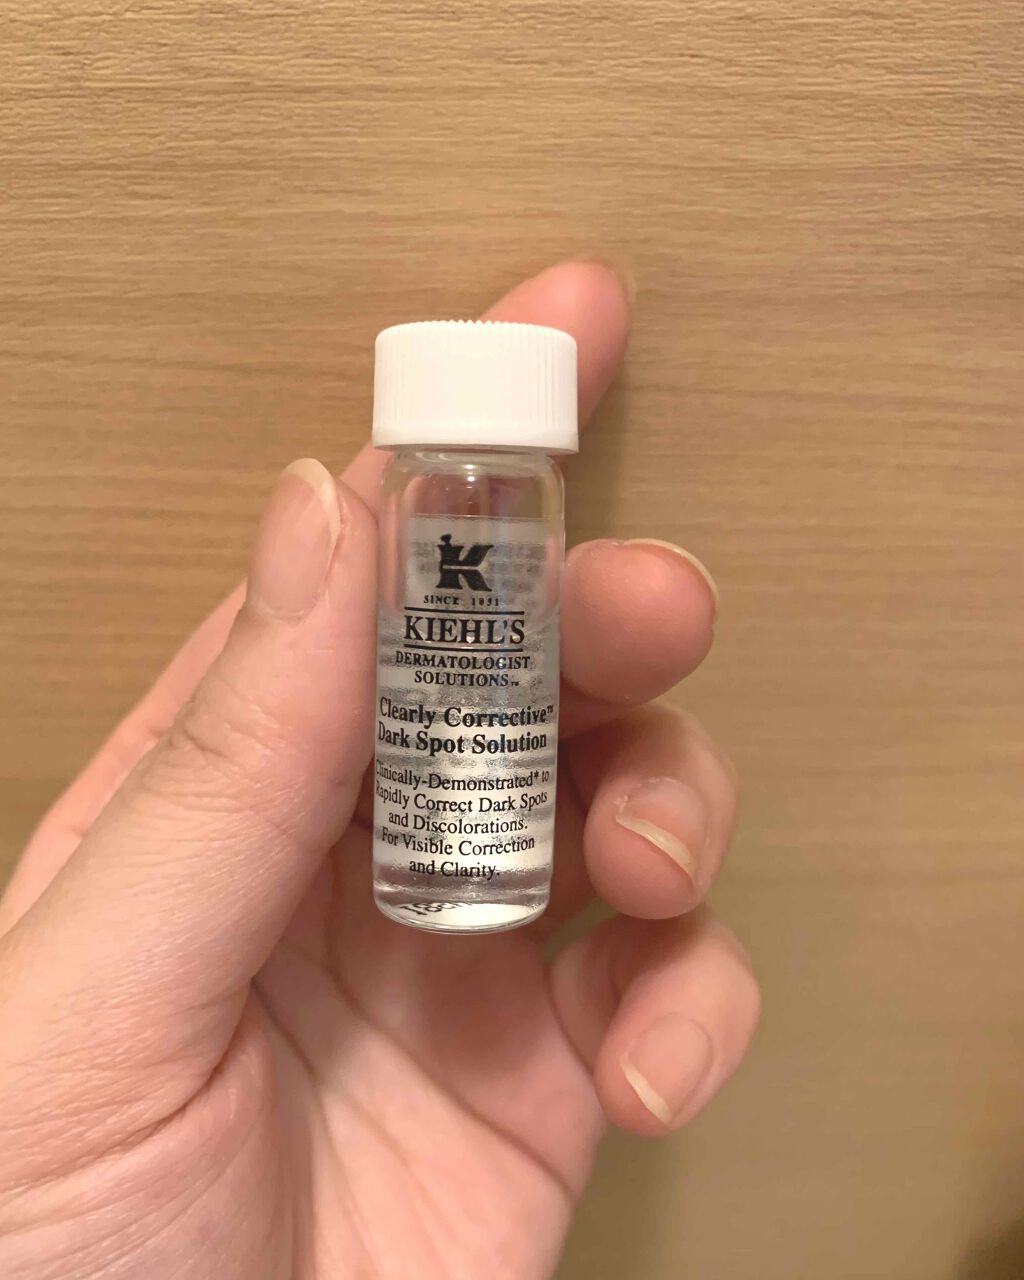 K
SINCE 1851
KIEHL'S
DERMATOLOGIST
SOLUTIONS™
Clearly Corrective™
Dark Spot Solution
Clinically-Demonstrated* to
Rapidly Correct Dark Spots
and Discolorations.
For Visible Correction
and Clarity.